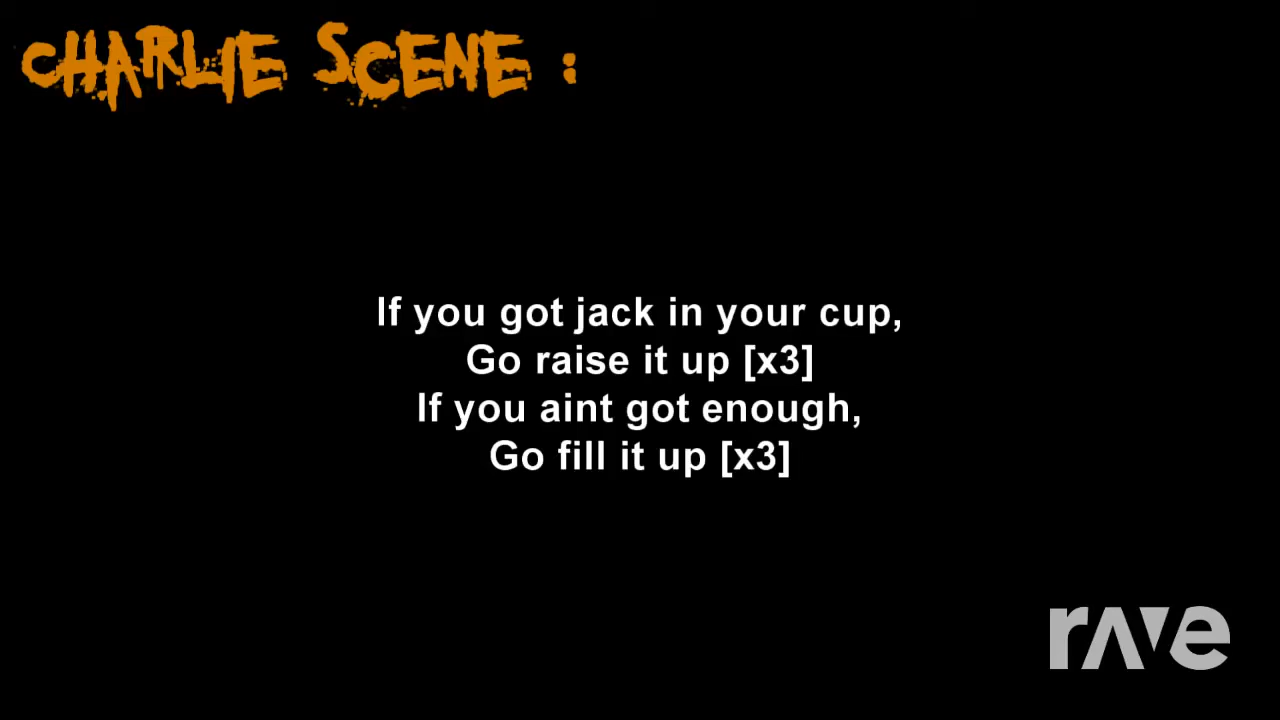 CHARLIE SCENE :
If you got jack in your cup,
Go raise it up [x3]
If you aint got enough,
Go fill it up [x3]
rave